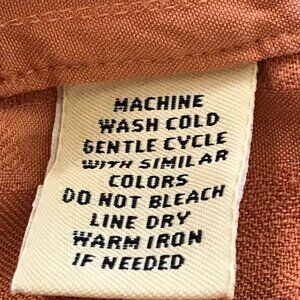 MACHINE
WASH COLD
GENTLE CYCLE
WITH SIMILAR
COLORS
DO NOT BLEACH
LINE DRY
WARM IRON
IF NEEDED